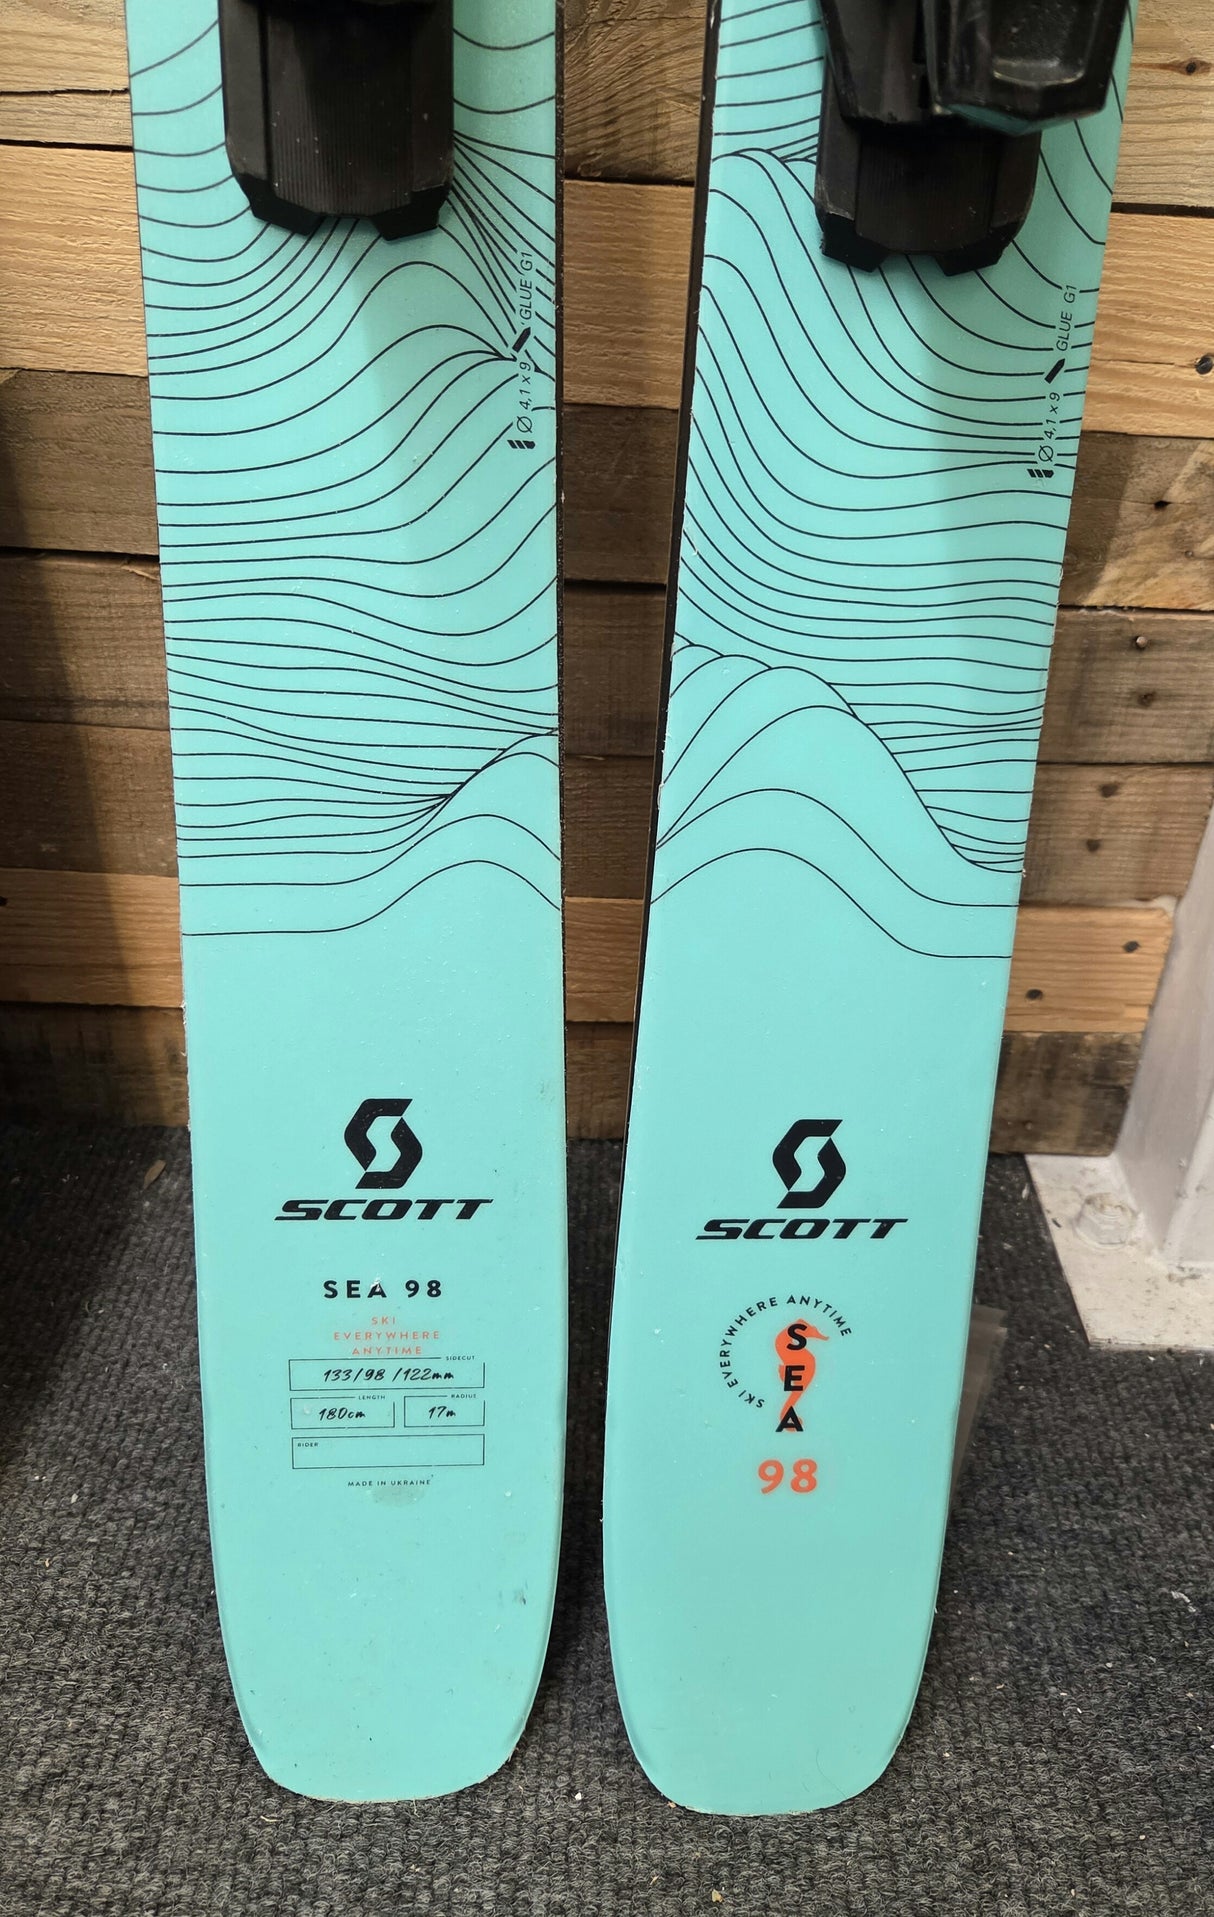 Ø 4,1 x 9 GLUE G1
Ø 4,1 x 9 GLUE G1
SCOTT
SEA 98
SKI
EVERYWHERE
ANYTIME
SIDECUT
133/98 /122mm
LENGTH
180cm
RADIUS
17m
RIDER
MADE IN UKRAINE
SCOTT
SKI EVERYWHERE ANYTIME
SEA
98